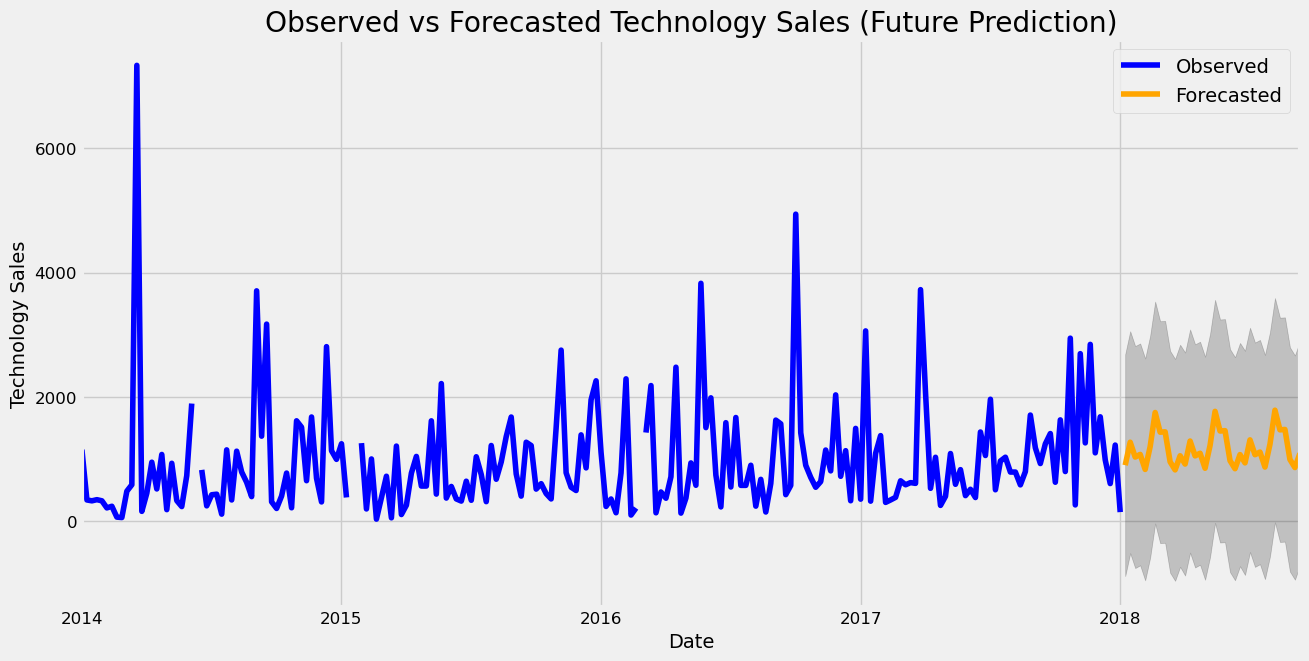 Observed vs Forecasted Technology Sales (Future Prediction)
Observed
Forecasted
Technology Sales
6000
4000
2000
0
2014
2015
2016
2017
2018
Date